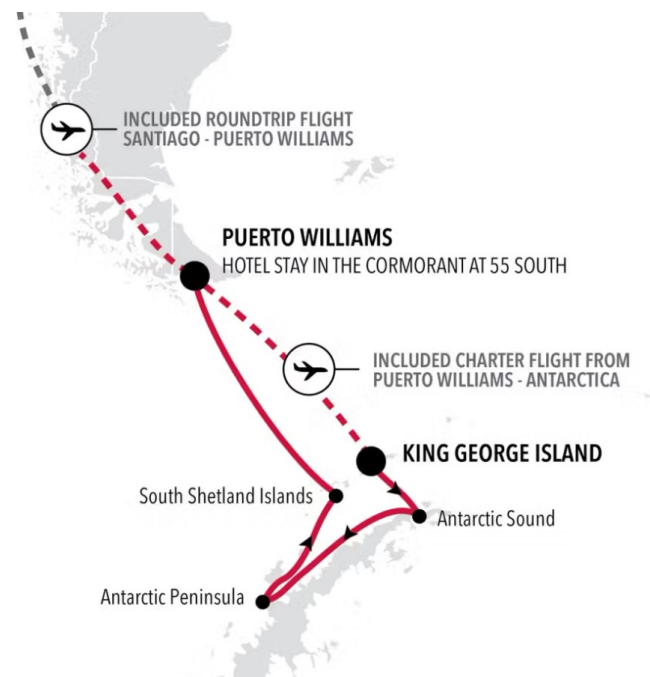 INCLUDED ROUNDTRIP FLIGHT
SANTIAGO - PUERTO WILLIAMS
PUERTO WILLIAMS
HOTEL STAY IN THE CORMORANT AT 55 SOUTH
INCLUDED CHARTER FLIGHT FROM
PUERTO WILLIAMS - ANTARCTICA
KING GEORGE ISLAND
South Shetland Islands
Antarctic Sound
Antarctic Peninsula